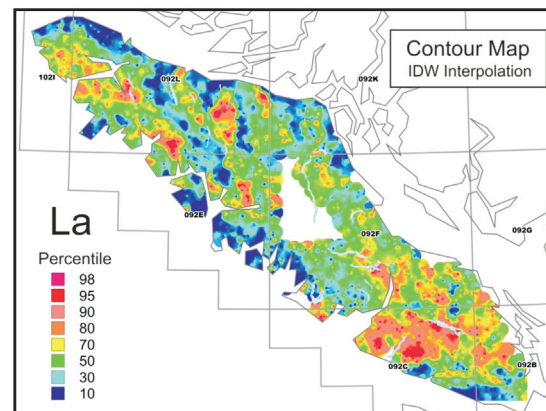 Contour Map
IDW Interpolation
102I
092L
092K
092E
092F
092G
092C
092B
La
Percentile
98
95
90
80
70
50
30
10